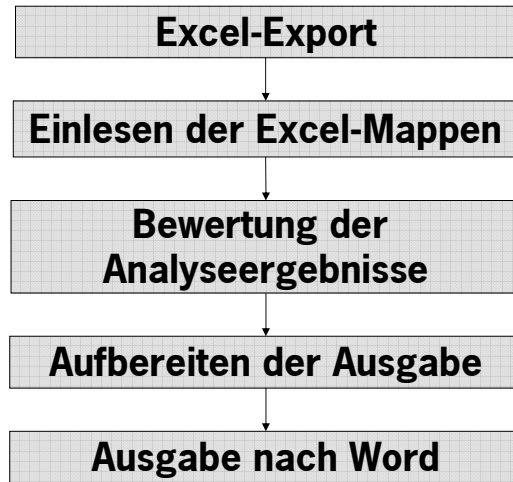 Excel-Export
Einlesen der Excel-Mappen
Bewertung der
Analyseergebnisse
Aufbereiten der Ausgabe
Ausgabe nach Word